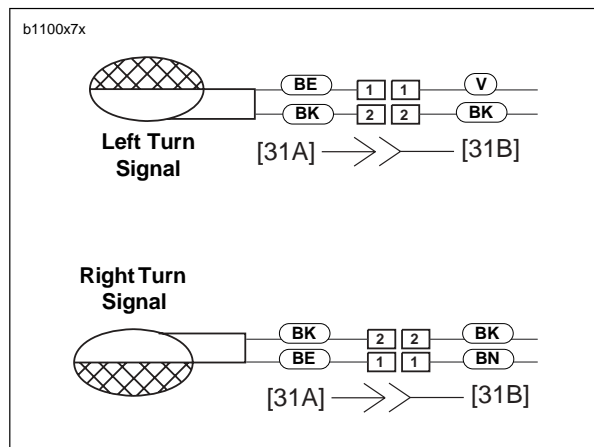 b1100x7x
BE 1 1 V
BK 2 2 BK
Left Turn
Signal
[31A] [31B]
Right Turn
Signal
BK 2 2 BK
BE 1 1 BN
[31A] [31B]